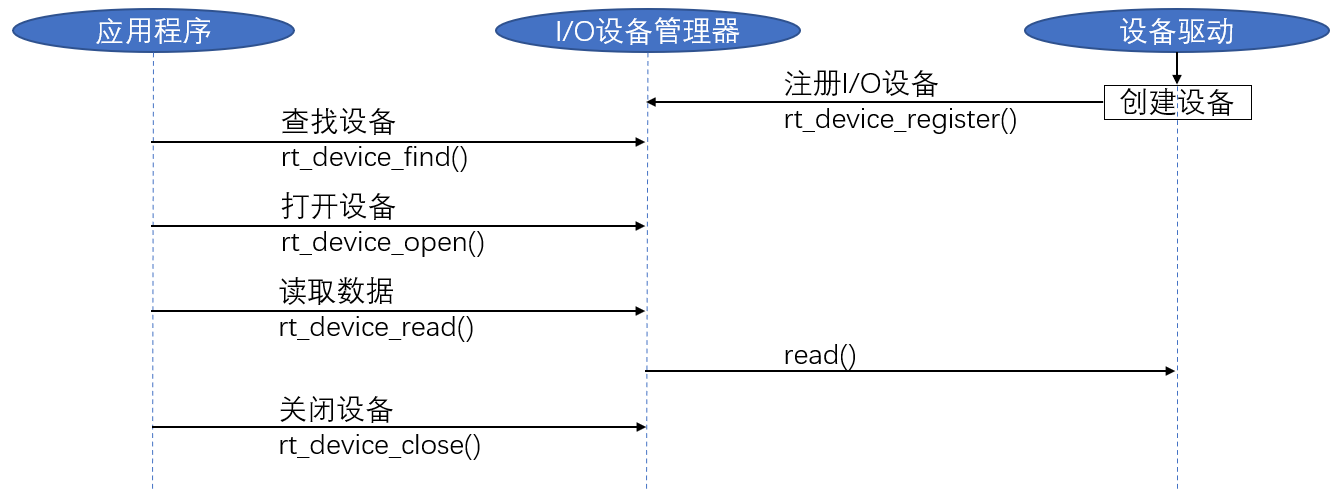 应用程序
I/O设备管理器
设备驱动
创建设备
注册I/O设备
rt_device_register()
查找设备
rt_device_find()
打开设备
rt_device_open()
读取数据
rt_device_read()
read()
关闭设备
rt_device_close()